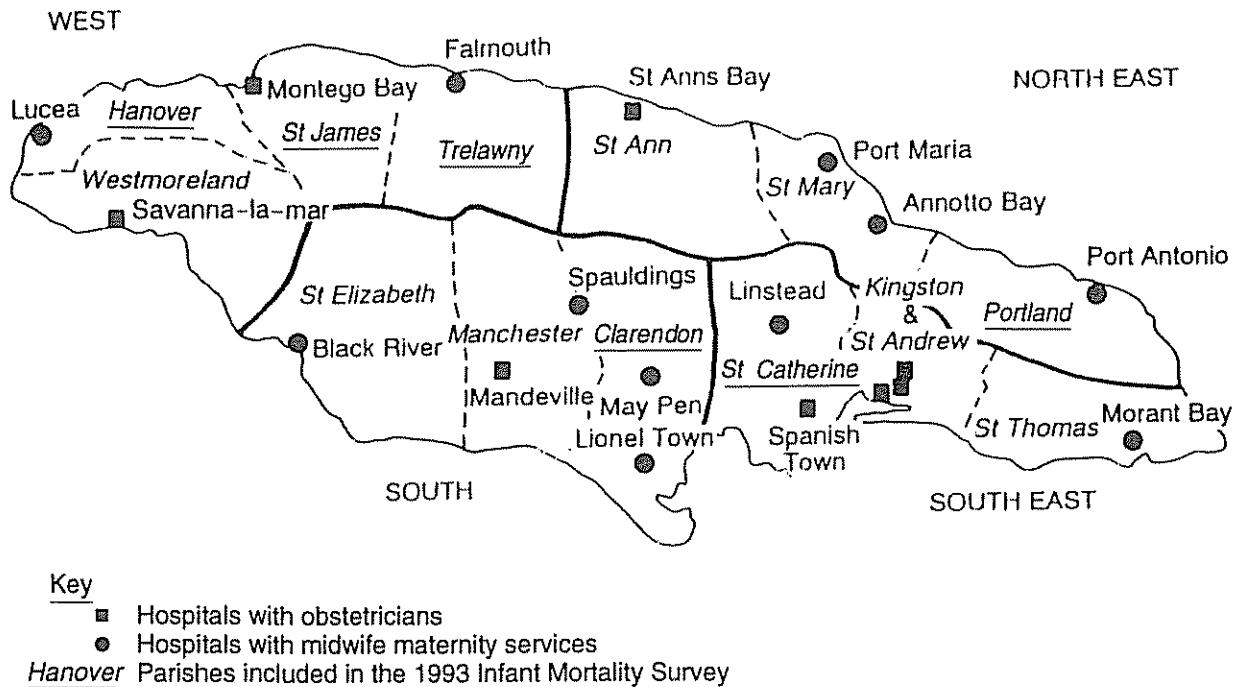 WEST
Falmouth
St Anns Bay
NORTH EAST
Montego Bay
Lucea
Hanover
St James
Trelawny
St Ann
Port Maria
St Mary
Westmoreland
Savanna-la-mar
Annotto Bay
Port Antonio
Spauldings
Linstead
Kingston
&
St Andrew
Portland
St Elizabeth
Manchester
Clarendon
Black River
St Catherine
Mandeville
May Pen
Lionel Town
Spanish
Town
St Thomas
Morant Bay
SOUTH
SOUTH EAST
Key
Hospitals with obstetricians
Hospitals with midwife maternity services
Hanover Parishes included in the 1993 Infant Mortality Survey